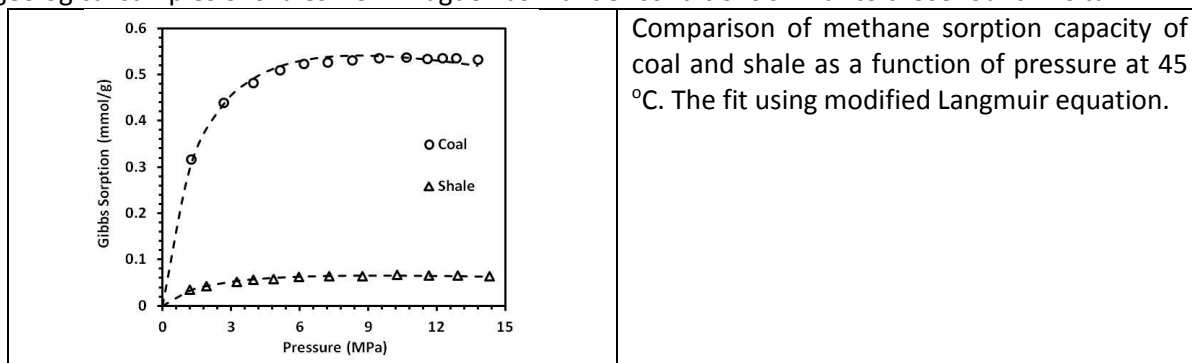 Comparison of methane sorption capacity of
coal and shale as a function of pressure at 45
°C. The fit using modified Langmuir equation.
0.6
0.5
0.4
0.3
0.2
0.1
0
Gibbs Sorption (mmol/g)
Coal
Shale
0 3 6 9 12 15
Pressure (MPa)